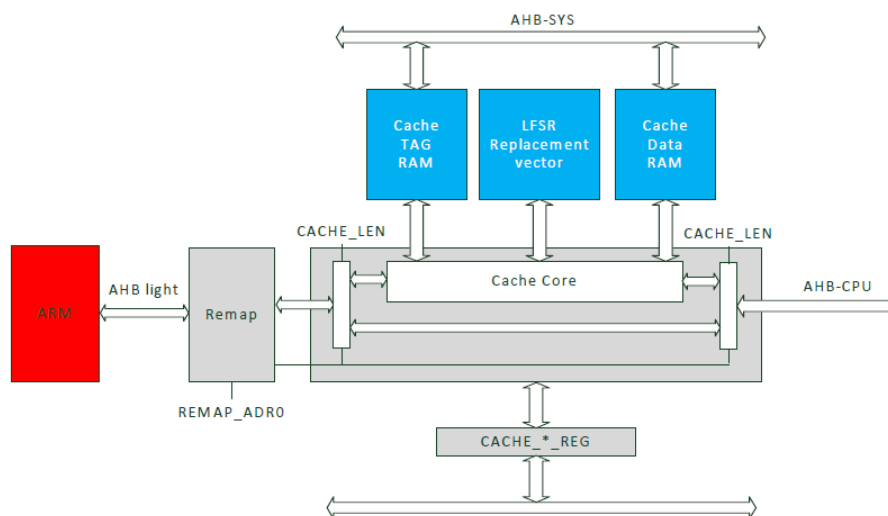 AHB-SYS
Cache
TAG
RAM
LFSR
Replacement
vector
Cache
Data
RAM
CACHE_LEN
CACHE_LEN
Cache Core
AHB light
AHB-CPU
ARM
Remap
REMAP_ADR0
CACHE_*_REG